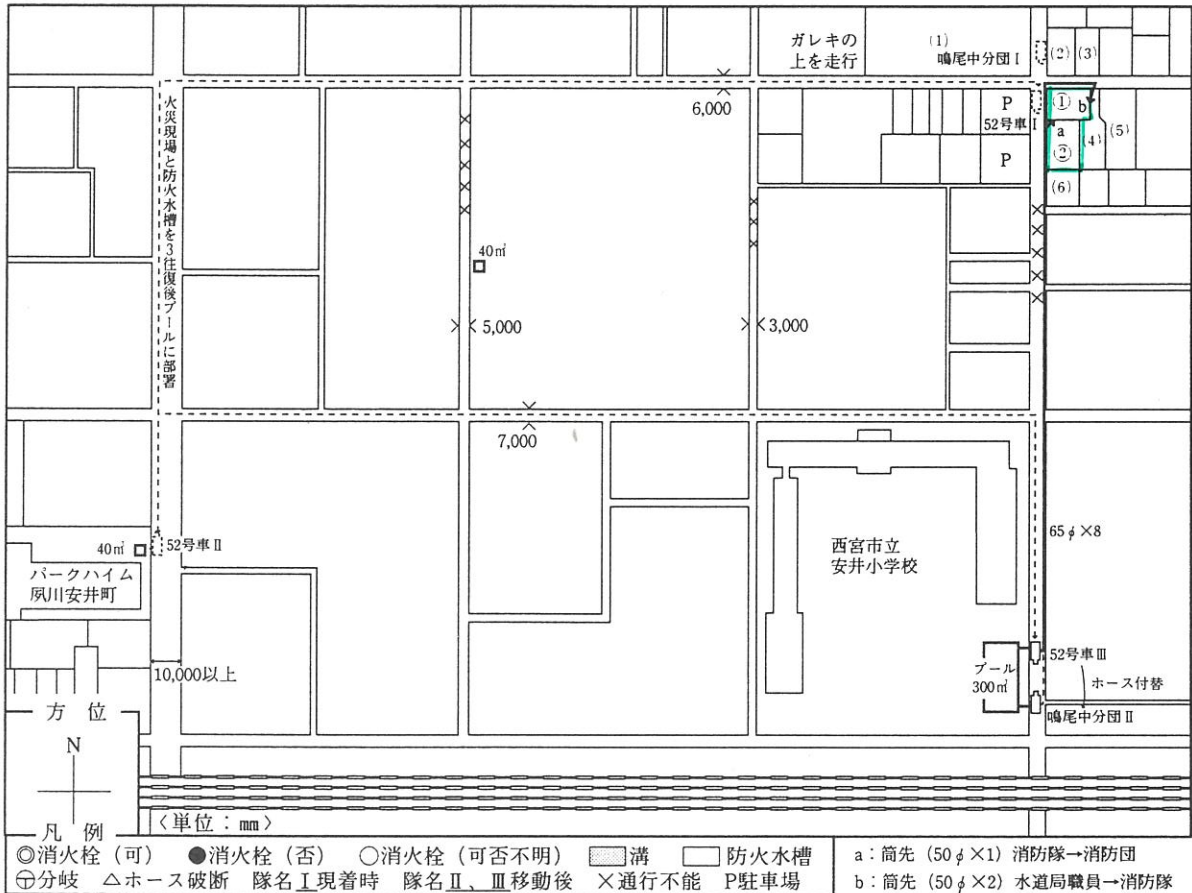 ガレキの
上を走行
(1)
鳴尾中分団Ⅰ
(2)
(3)
6,000
P
52号車Ⅰ
P
①
b
a
②
(4)
(5)
(6)
火災現場と防火水槽を3往復後プールに部署
40㎥
5,000
3,000
7,000
40㎥
52号車Ⅱ
パークハイム
夙川安井町
西宮市立
安井小学校
65φ×8
10,000以上
プール
300㎥
52号車Ⅲ
ホース付替
鳴尾中分団Ⅱ
方位
N
〈単位：㎜〉
凡例
◎消火栓（可） ●消火栓（否） ○消火栓（可否不明） 溝 防火水槽
分岐 △ホース破断 隊名Ⅰ現着時 隊名Ⅱ、Ⅲ移動後 ×通行不能 P駐車場
a：筒先（50φ×1）消防隊→消防団
b：筒先（50φ×2）水道局職員→消防隊